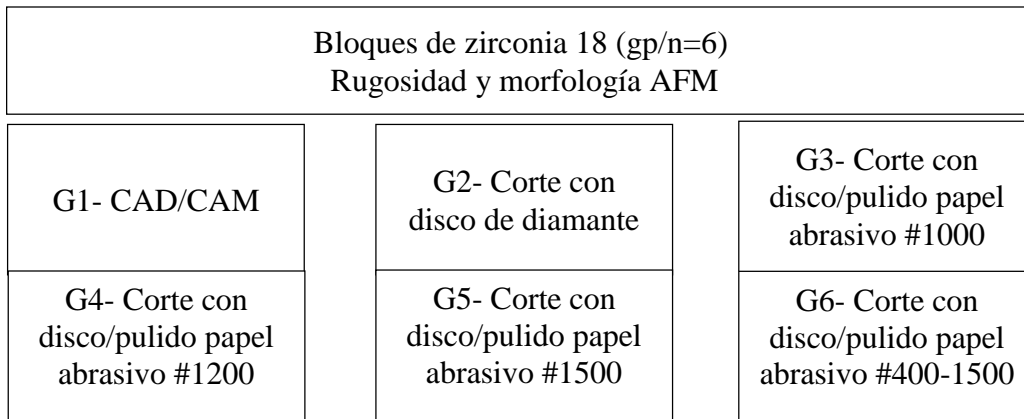 Bloques de zirconia 18 (gp/n=6)
Rugosidad y morfología AFM
G1- CAD/CAM
G2- Corte con
disco de diamante
G3- Corte con
disco/pulido papel
abrasivo #1000
G4- Corte con
disco/pulido papel
abrasivo #1200
G5- Corte con
disco/pulido papel
abrasivo #1500
G6- Corte con
disco/pulido papel
abrasivo #400-1500